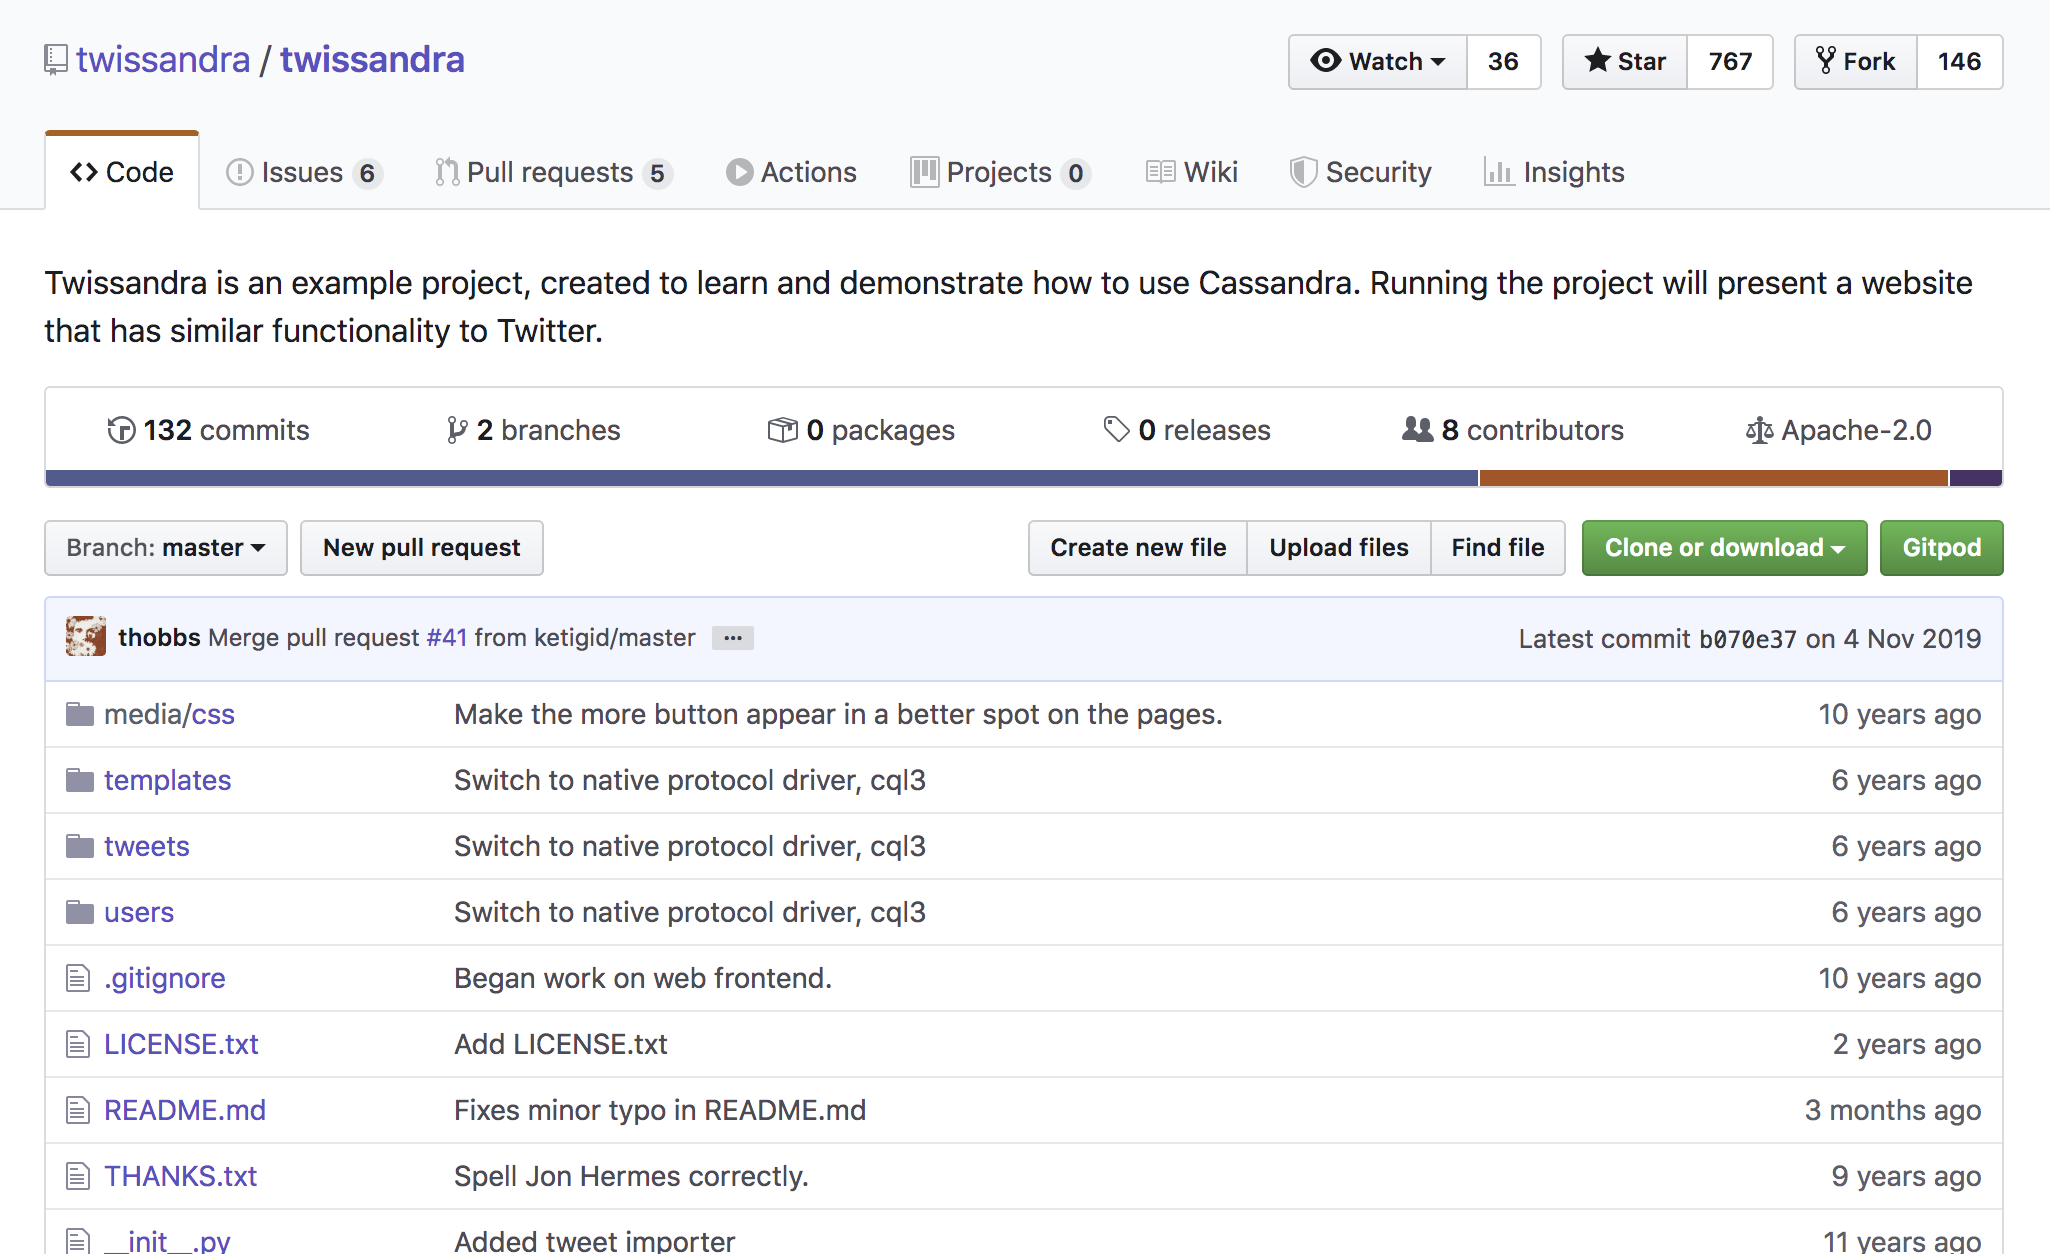 twissandra / twissandra
Watch 36 Star 767 Fork 146
Code Issues 6 Pull requests 5 Actions Projects 0 Wiki Security Insights
Twissandra is an example project, created to learn and demonstrate how to use Cassandra. Running the project will present a website
that has similar functionality to Twitter.
132 commits 2 branches 0 packages 0 releases 8 contributors Apache-2.0
Branch: master New pull request Create new file Upload files Find file Clone or download Gitpod
thobbs Merge pull request #41 from ketigid/master ... Latest commit b070e37 on 4 Nov 2019
media/css Make the more button appear in a better spot on the pages. 10 years ago
templates Switch to native protocol driver, cql3 6 years ago
tweets Switch to native protocol driver, cql3 6 years ago
users Switch to native protocol driver, cql3 6 years ago
.gitignore Began work on web frontend. 10 years ago
LICENSE.txt Add LICENSE.txt 2 years ago
README.md Fixes minor typo in README.md 3 months ago
THANKS.txt Spell Jon Hermes correctly. 9 years ago
__init__.py Added tweet importer 11 years ago